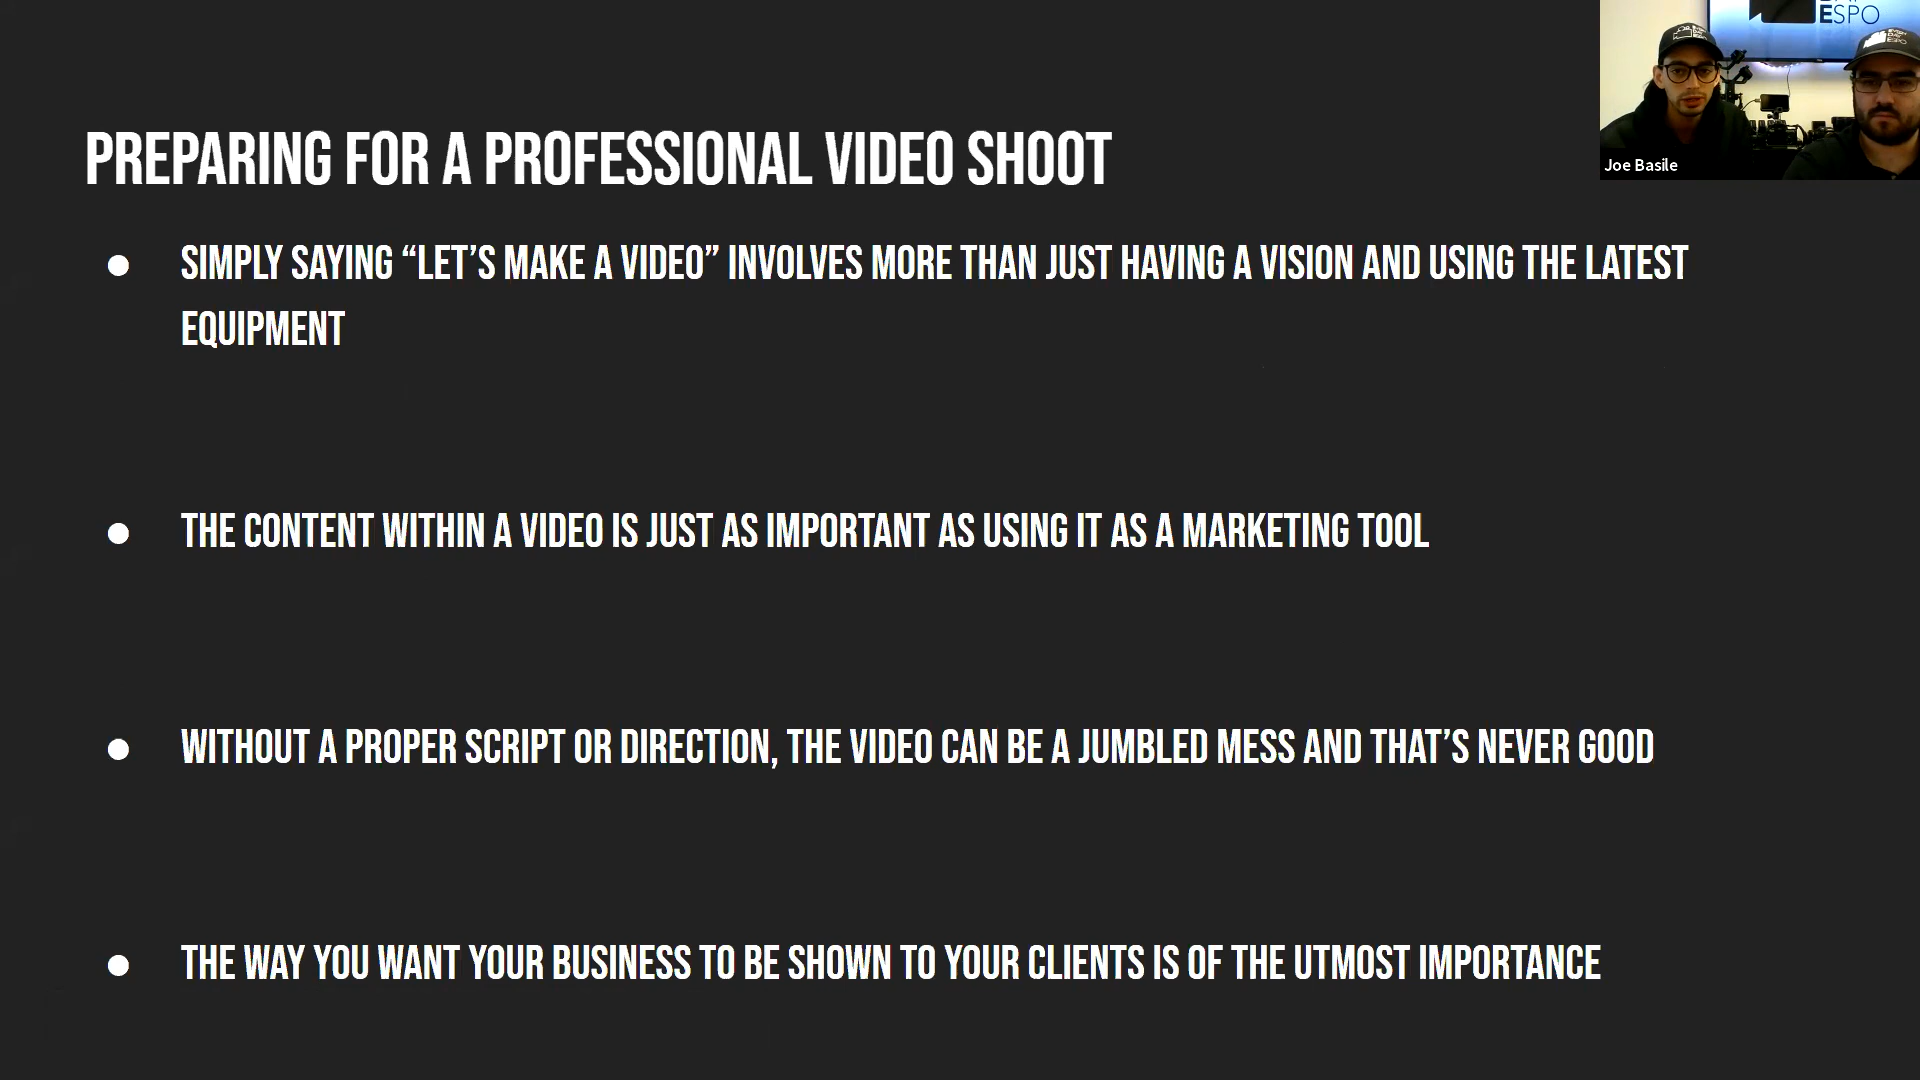 ESPO
Joe Basile
PREPARING FOR A PROFESSIONAL VIDEO SHOOT
● SIMPLY SAYING “LET’S MAKE A VIDEO” INVOLVES MORE THAN JUST HAVING A VISION AND USING THE LATEST
EQUIPMENT
● THE CONTENT WITHIN A VIDEO IS JUST AS IMPORTANT AS USING IT AS A MARKETING TOOL
● WITHOUT A PROPER SCRIPT OR DIRECTION, THE VIDEO CAN BE A JUMBLED MESS AND THAT’S NEVER GOOD
● THE WAY YOU WANT YOUR BUSINESS TO BE SHOWN TO YOUR CLIENTS IS OF THE UTMOST IMPORTANCE